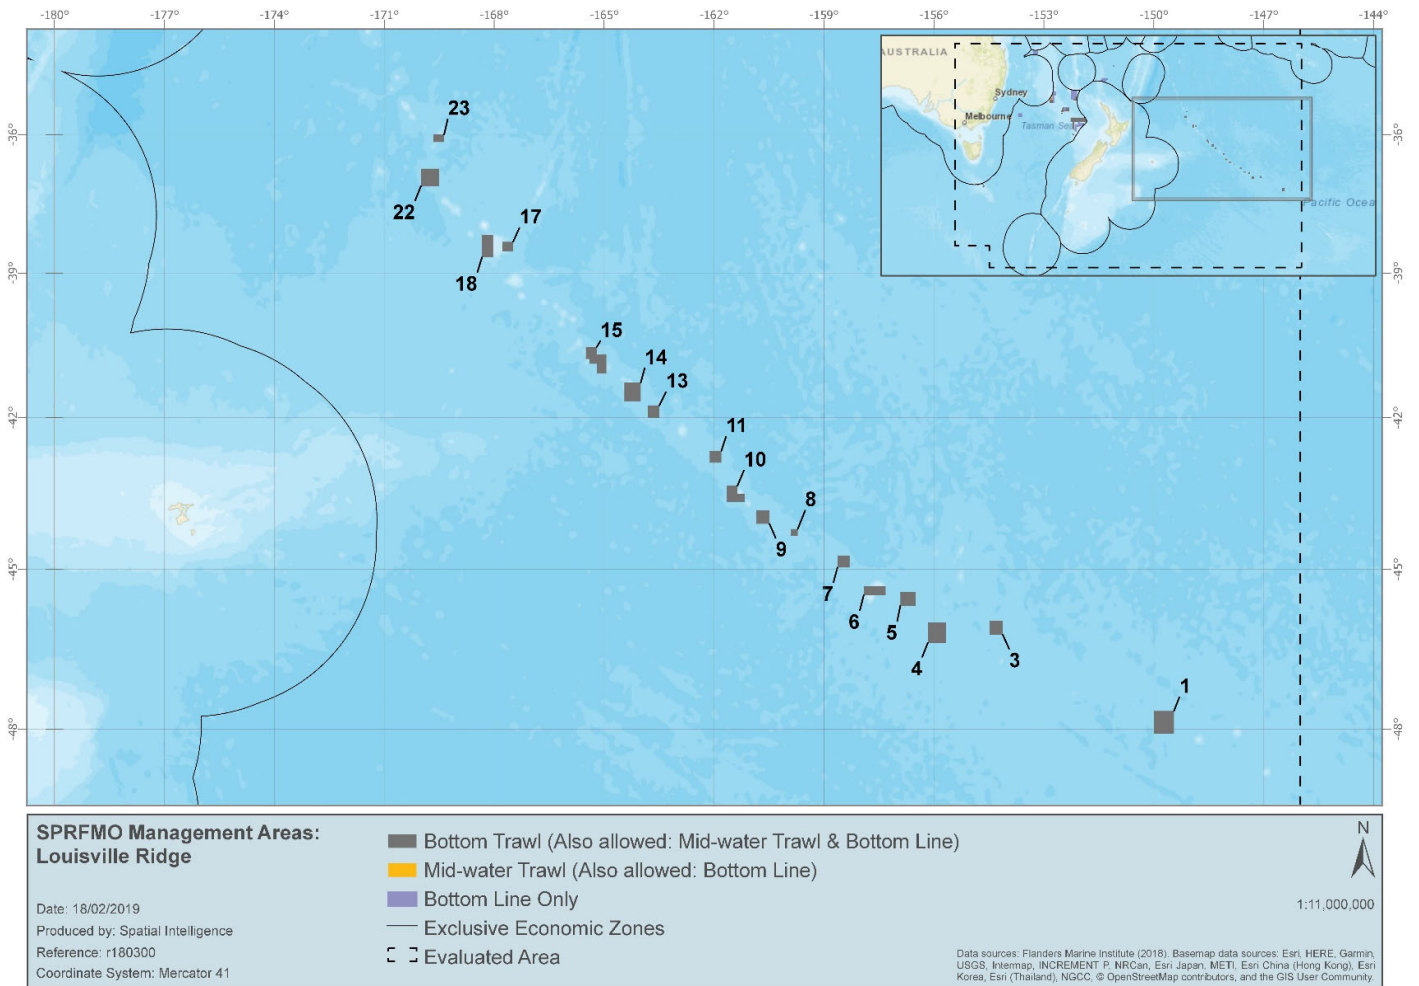 -180° -177° -174° -171° -168° -165° -162° -159° -156° -153° -150° -147° -144°
AUSTRALIA
Sydney
Melbourne
Tasman Sea
Pacific Ocea
-36° -36°
-39° -39°
-42° -42°
-45° -45°
-48° -48°
23
22
17
18
15
14
13
11
10
8
9
7
6
5
4
3
1
SPRFMO Management Areas:
Louisville Ridge
Date: 18/02/2019
Produced by: Spatial Intelligence
Reference: r180300
Coordinate System: Mercator 41
Bottom Trawl (Also allowed: Mid-water Trawl & Bottom Line)
Mid-water Trawl (Also allowed: Bottom Line)
Bottom Line Only
Exclusive Economic Zones
Evaluated Area
N
1:11,000,000
Data sources: Flanders Marine Institute (2018). Basemap data sources: Esri, HERE, Garmin,
USGS, Intermap, INCREMENT P, NRCan, Esri Japan, METI, Esri China (Hong Kong), Esri
Korea, Esri (Thailand), NGCC, © OpenStreetMap contributors, and the GIS User Community.